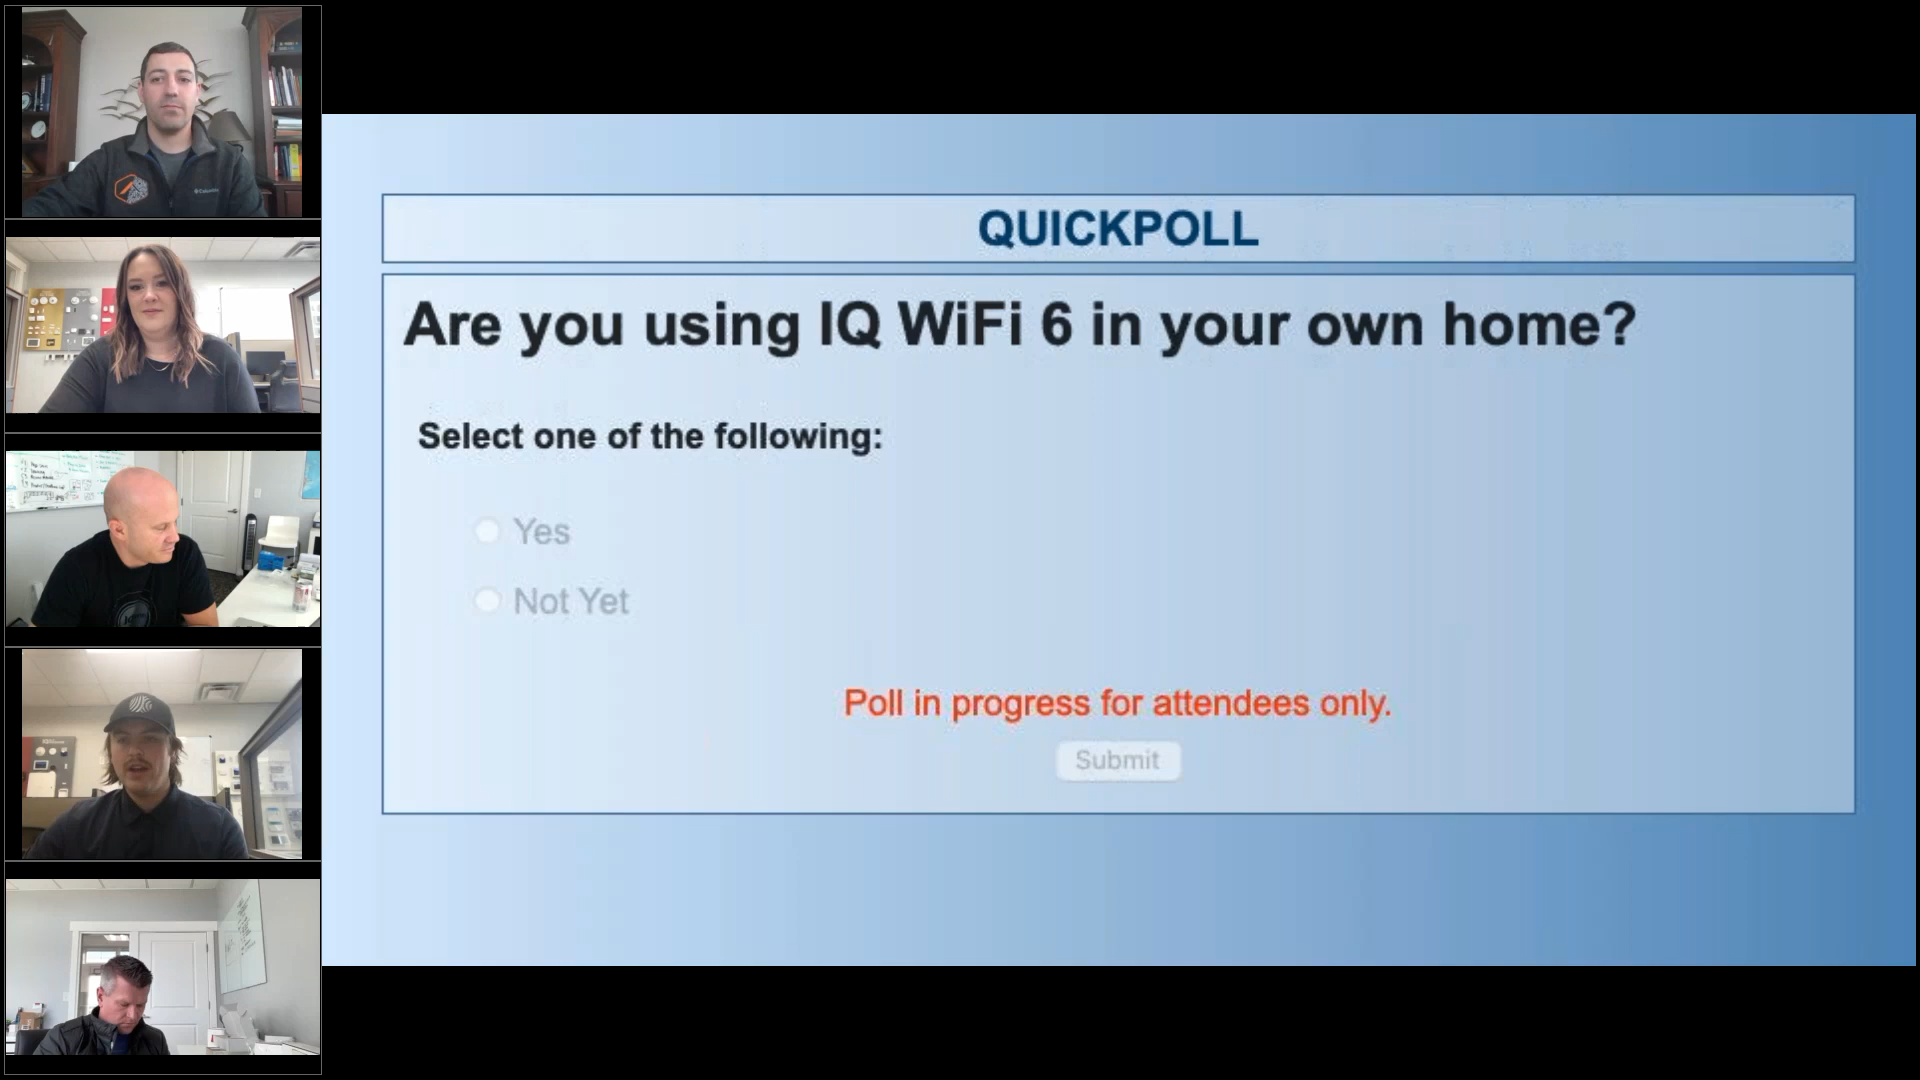 QUICKPOLL
Are you using IQ WiFi 6 in your own home?
Select one of the following:
Yes
Not Yet
Poll in progress for attendees only.
Submit